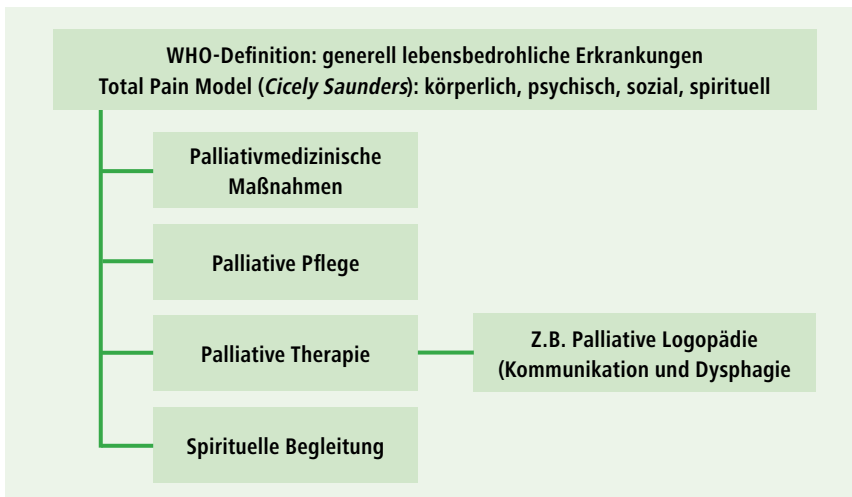 WHO-Definition: generell lebensbedrohliche Erkrankungen
Total Pain Model (Cicely Saunders): körperlich, psychisch, sozial, spirituell
Palliativmedizinische
Maßnahmen
Palliative Pflege
Palliative Therapie
Z.B. Palliative Logopädie
(Kommunikation und Dysphagie
Spirituelle Begleitung